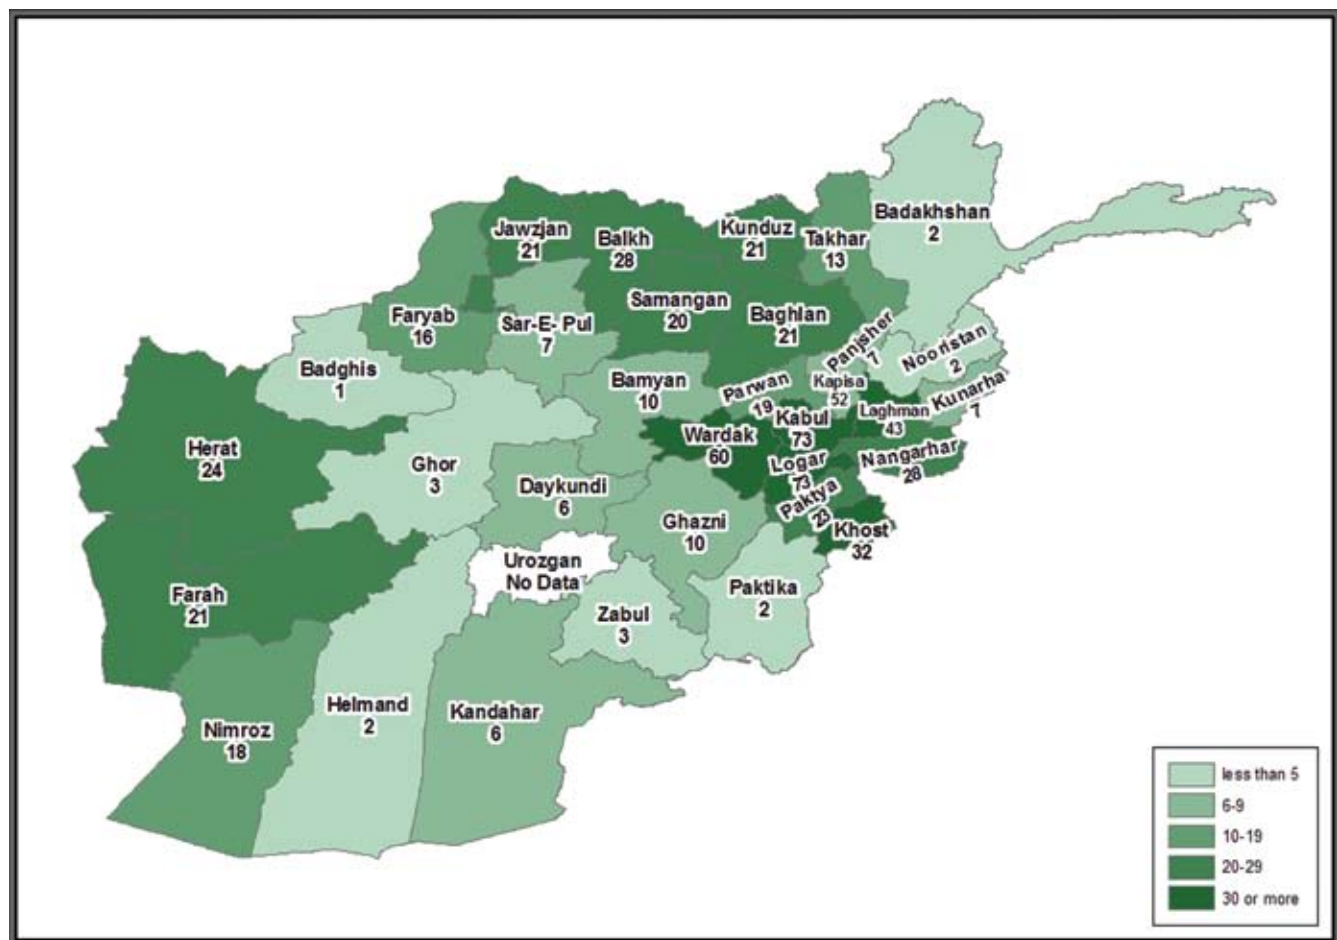 Badakhshan
2
Jawzjan
21
Balkh
28
Kunduz
21
Takhar
13
Faryab
16
Sar-E- Pul
7
Samangan
20
Baghlan
21
Panjsher
7
Nooristan
2
Badghis
1
Bamyan
10
Parwan
19
Kapisa
52
Kunarha
7
Laghman
43
Kabul
73
Wardak
60
Herat
24
Ghor
3
Logar
73
Nangarhar
28
Daykundi
6
Paktya
23
Ghazni
10
Khost
32
Urozgan
No Data
Farah
21
Zabul
3
Paktika
2
Helmand
2
Kandahar
6
Nimroz
18
less than 5
6-9
10-19
20-29
30 or more